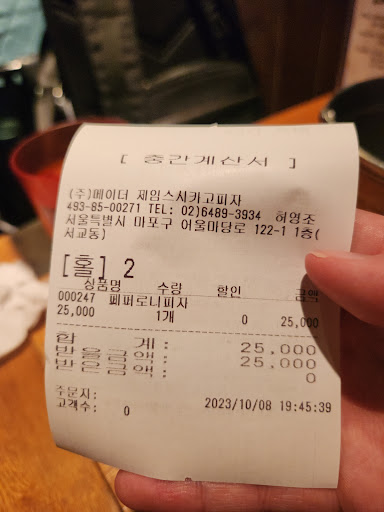 [ 중간계산서 ]
(주)메이더 제임스시카고피자
493-85-00271 TEL: 02)6489-3934 허영조
서울특별시 마포구 어울마당로 122-1 1층(
서교동)
[홀] 2
상품명 수량 할인 금액
000247 페퍼로니피자
25,000 1개 0 25,000
합 계: 25,000
받을금액: 25,000
받은금액: 0
주문지:
고객수: 0 2023/10/08 19:45:39